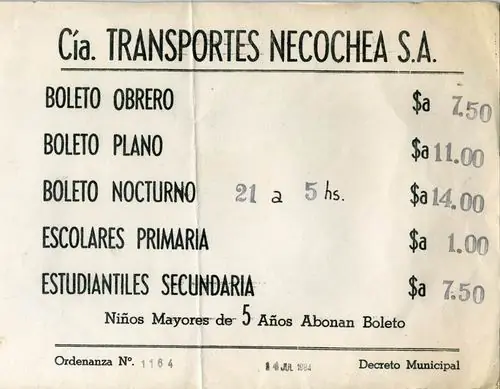 Cía. TRANSPORTES NECOCHEA S.A.
BOLETO OBRERO $a 7.50
BOLETO PLANO $a 11.00
BOLETO NOCTURNO 21 a 5 hs. $a 14.00
ESCOLARES PRIMARIA $a 1.00
ESTUDIANTILES SECUNDARIA $a 7.50
Niños Mayores de 5 Años Abonan Boleto
Ordenanza Nº. 1164 14 JUL 1984 Decreto Municipal